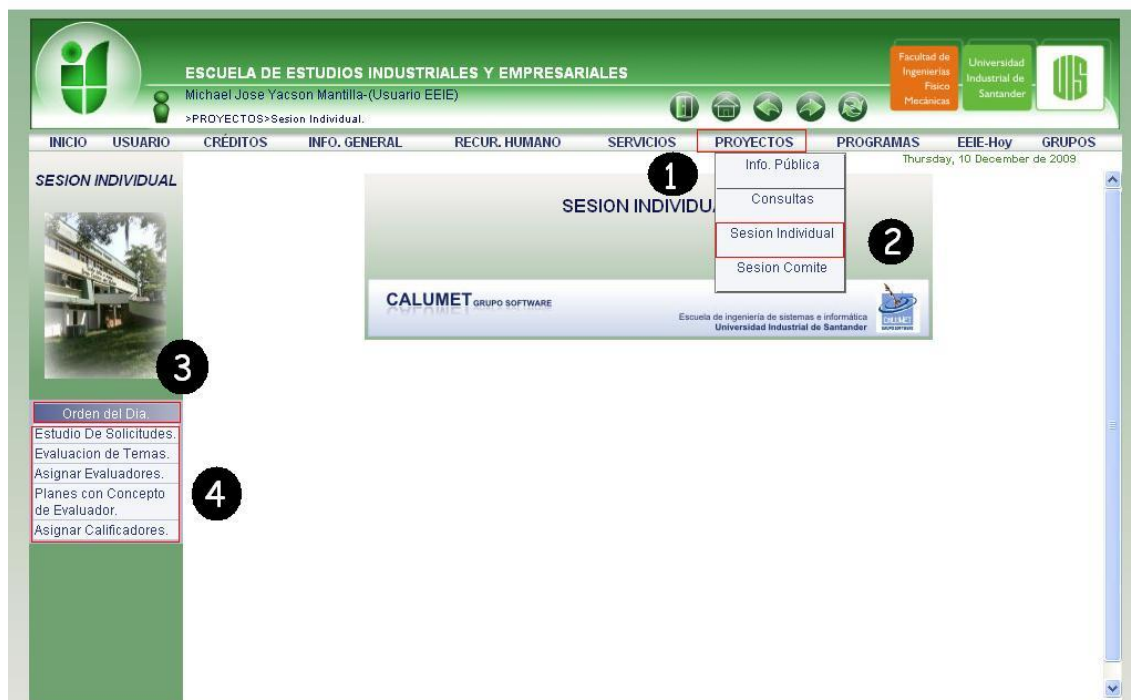 ESCUELA DE ESTUDIOS INDUSTRIALES Y EMPRESARIALES
Michael Jose Yacson Mantilla-(Usuario EEIE)
>PROYECTOS>Sesion Individual.
Facultad de
Ingenierías
Físico
Mecánicas
Universidad
Industrial de
Santander
UIS
INICIO USUARIO CRÉDITOS INFO. GENERAL RECUR. HUMANO SERVICIOS PROYECTOS PROGRAMAS EEIE-Hoy GRUPOS
Thursday, 10 December de 2009
SESION INDIVIDUAL
1
Info. Pública
Consultas
Sesion Individual
Sesion Comite
2
SESION INDIVIDU
CALUMET GRUPO SOFTWARE
Escuela de ingeniería de sistemas e informática
Universidad Industrial de Santander
CALUMET
GRUPO SOFTWARE
3
Orden del Día.
Estudio De Solicitudes.
Evaluacion de Temas.
Asignar Evaluadores.
Planes con Concepto
de Evaluador.
Asignar Calificadores.
4